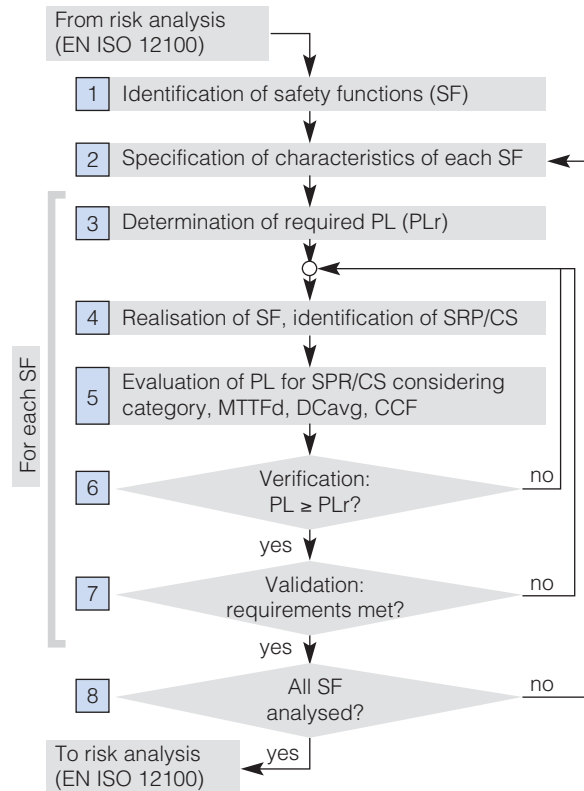 From risk analysis
(EN ISO 12100)
1 Identification of safety functions (SF)
2 Specification of characteristics of each SF
3 Determination of required PL (PLr)
4 Realisation of SF, identification of SRP/CS
5 Evaluation of PL for SPR/CS considering
category, MTTFd, DCavg, CCF
For each SF
6 Verification:
PL ≥ PLr?
no
yes
7 Validation:
requirements met?
no
yes
8 All SF
analysed?
no
yes
To risk analysis
(EN ISO 12100)